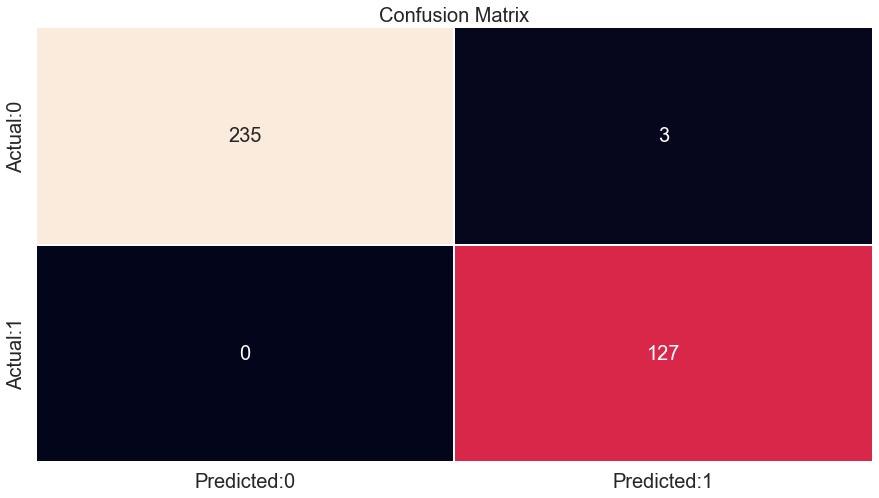 Confusion Matrix
Actual:0
235
3
Actual:1
0
127
Predicted:0
Predicted:1